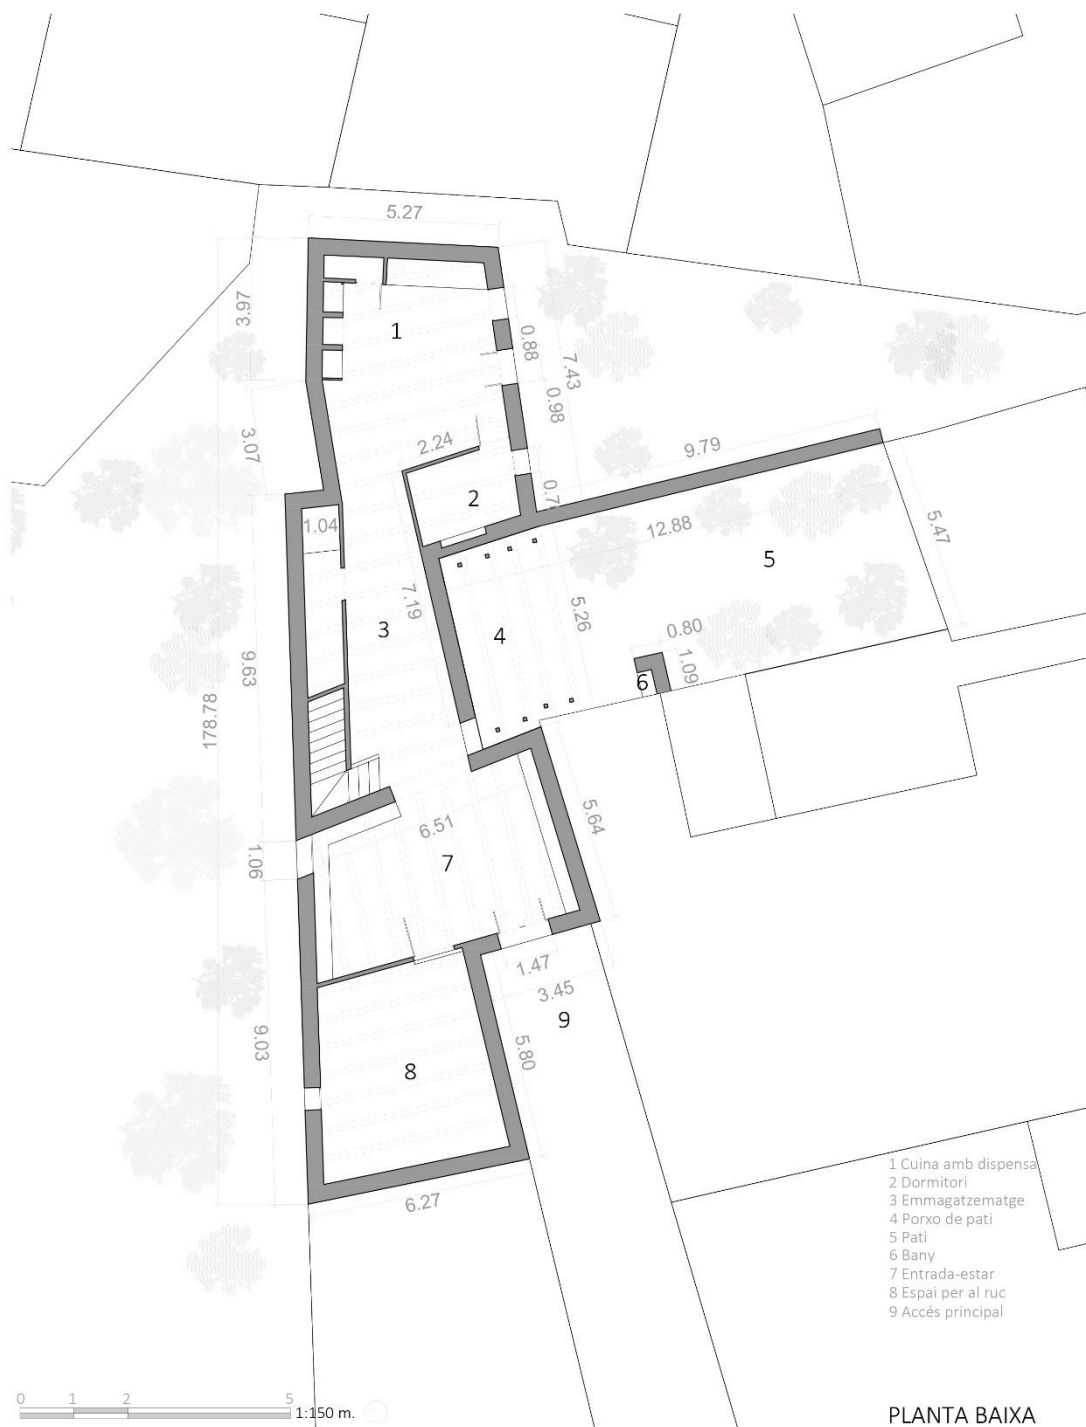 5.27
3.97
1
0.88
7.43
0.98
3.07
2.24
9.79
2
1.04
12.88
5.47
5
7.19
5.26
3
4
0.80
1.09
6
9.63
178.78
5.64
6.51
1.06
7
1.47
3.45
9
9.03
5.80
8
6.27
1 Cuina amb dispensa
2 Dormitori
3 Emmagatzematge
4 Porxo de pati
5 Pati
6 Bany
7 Entrada-estar
8 Espai per al ruc
9 Accés principal
0 1 2 5
1:150 m.
PLANTA BAIXA